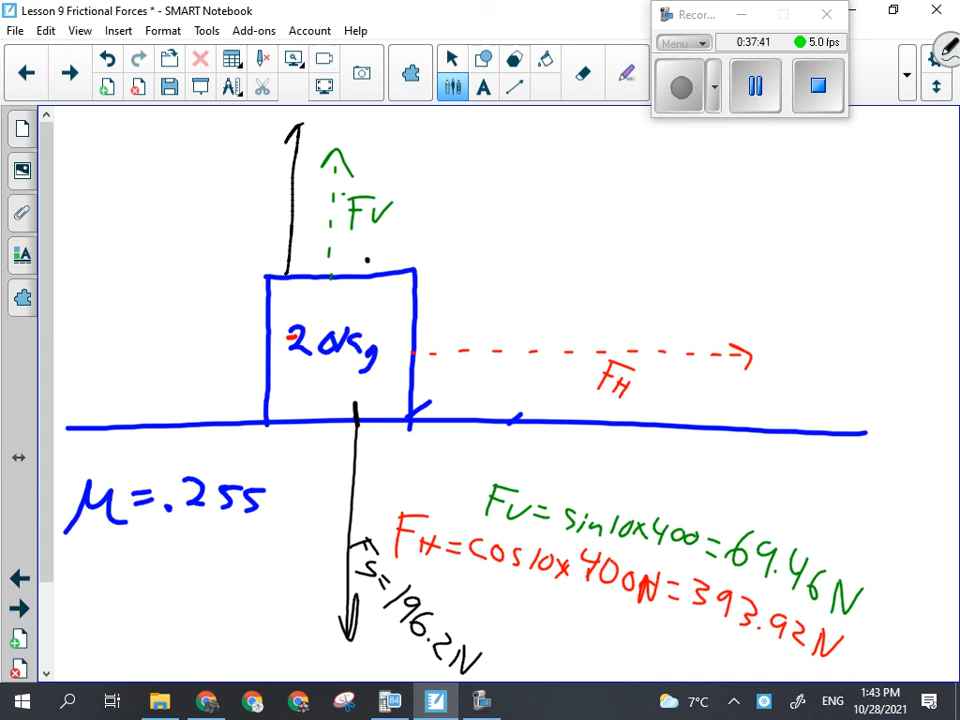 Lesson 9 Frictional Forces * - SMART Notebook
Recor...
File Edit View Insert Format Tools Add-ons Account Help
Menu
0:37:41
5.0 fps
FV
20kg
FH
μ=.255
FV=sin10x400=69.46N
FH=cos10x400N=393.92N
s=196.2N
7°C
ENG
1:43 PM
10/28/2021